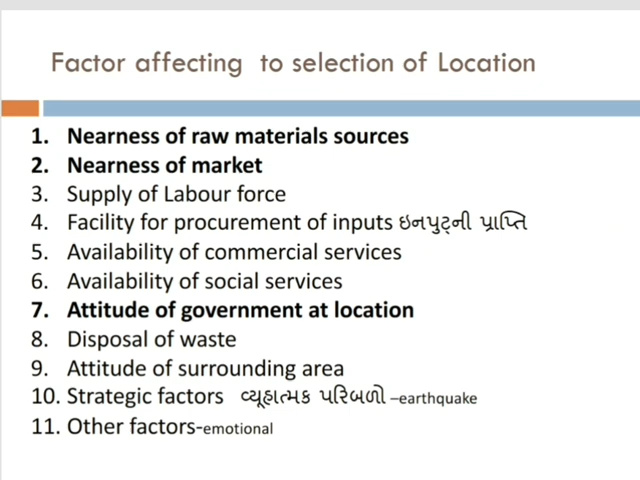 Factor affecting to selection of Location
1. Nearness of raw materials sources
2. Nearness of market
3. Supply of Labour force
4. Facility for procurement of inputs ઇનપુટ્ની પ્રાપ્તિ
5. Availability of commercial services
6. Availability of social services
7. Attitude of government at location
8. Disposal of waste
9. Attitude of surrounding area
10. Strategic factors વ્યૂહાત્મક પરિબળો –earthquake
11. Other factors-emotional